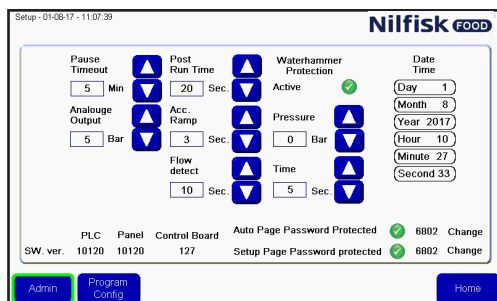 Setup - 01-08-17 - 11:07:39
Nilfisk FOOD
Pause Timeout
5 Min
Analouge Output
5 Bar
Post Run Time
20 Sec.
Acc. Ramp
3 Sec.
Flow detect
10 Sec.
Waterhammer Protection
Active
Pressure
0 Bar
Time
5 Sec.
Date Time
Day 1
Month 8
Year 2017
Hour 10
Minute 27
Second 33
PLC Panel Control Board
SW. ver. 10120 10120 127
Auto Page Password Protected 6802 Change
Setup Page Password protected 6802 Change
Admin
Program Config
Home